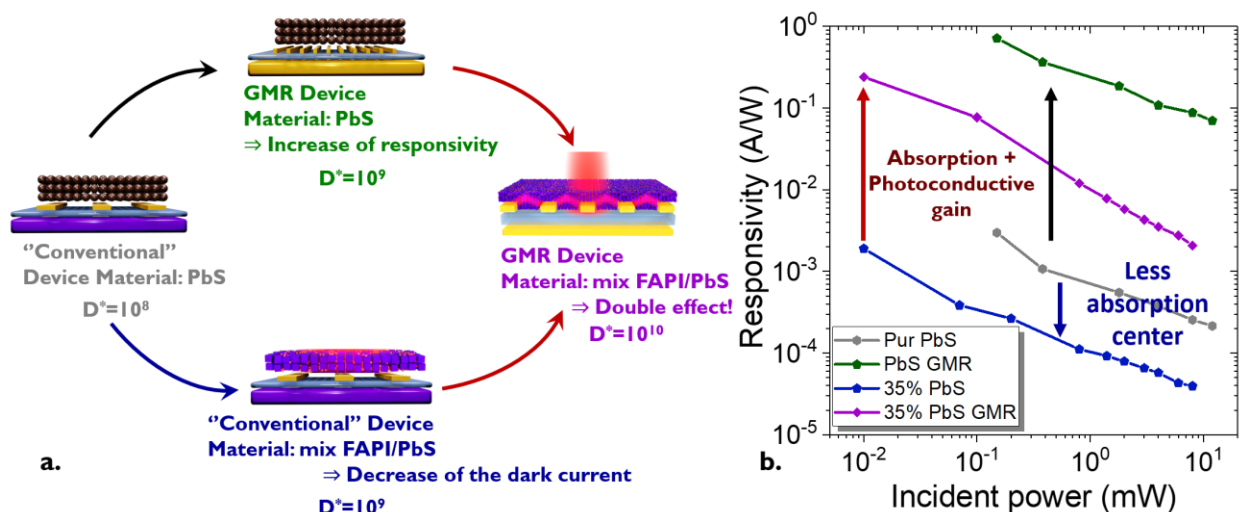 GMR Device
Material: PbS
⇒ Increase of responsivity
D*=10⁹
‘’Conventional’’
Device Material: PbS
D*=10⁸
GMR Device
Material: mix FAPI/PbS
⇒ Double effect!
D*=10¹⁰
‘’Conventional’’ Device
Material: mix FAPI/PbS
⇒ Decrease of the dark current
D*=10⁹
a.
Responsivity (A/W)
10⁰
10⁻¹
10⁻²
10⁻³
10⁻⁴
10⁻⁵
Absorption +
Photoconductive
gain
Less
absorption
center
Pur PbS
PbS GMR
35% PbS
35% PbS GMR
10⁻² 10⁻¹ 10⁰ 10¹
Incident power (mW)
b.